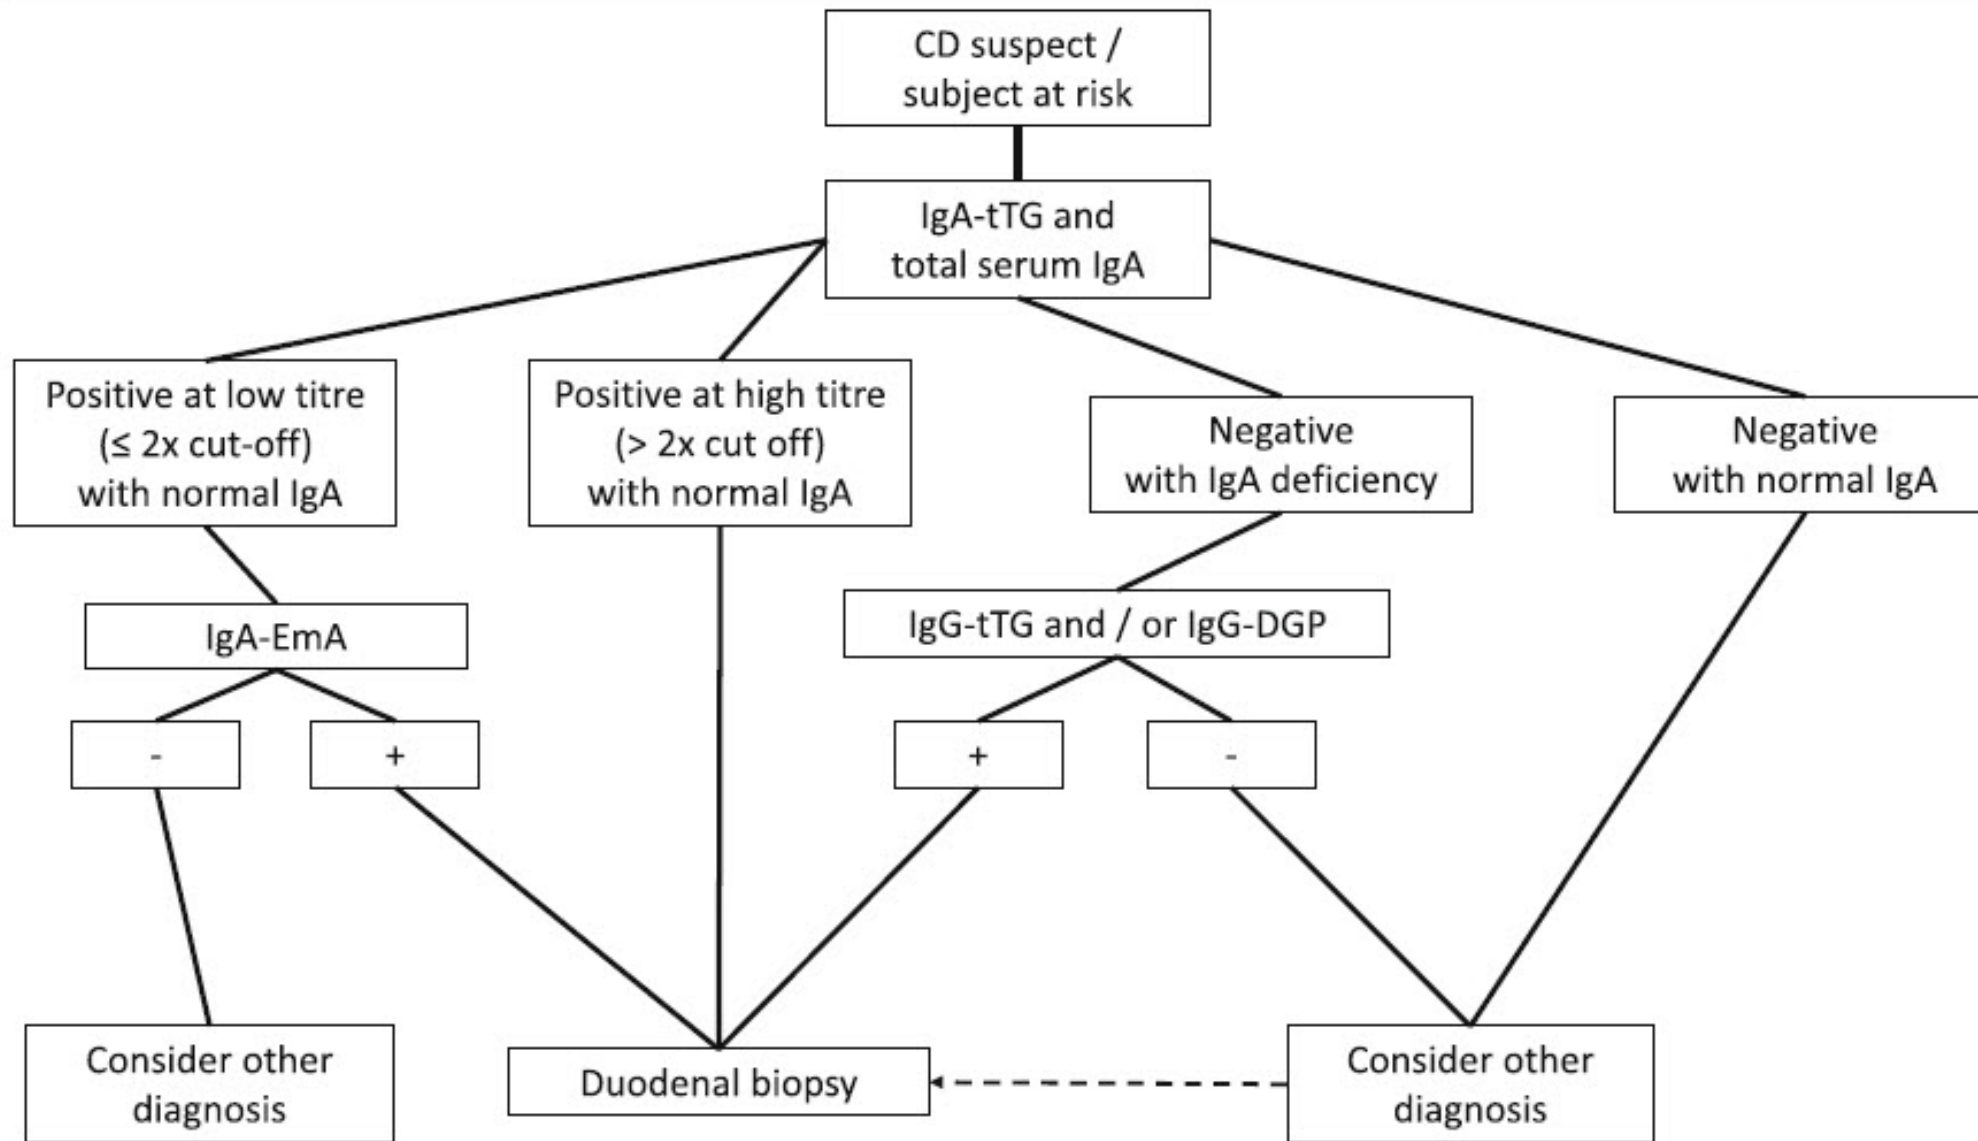 CD suspect /
subject at risk
IgA-tTG and
total serum IgA
Positive at low titre
(≤ 2x cut-off)
with normal IgA
Positive at high titre
(> 2x cut off)
with normal IgA
Negative
with IgA deficiency
Negative
with normal IgA
IgA-EmA
IgG-tTG and / or IgG-DGP
-
+
+
-
Consider other
diagnosis
Duodenal biopsy
Consider other
diagnosis